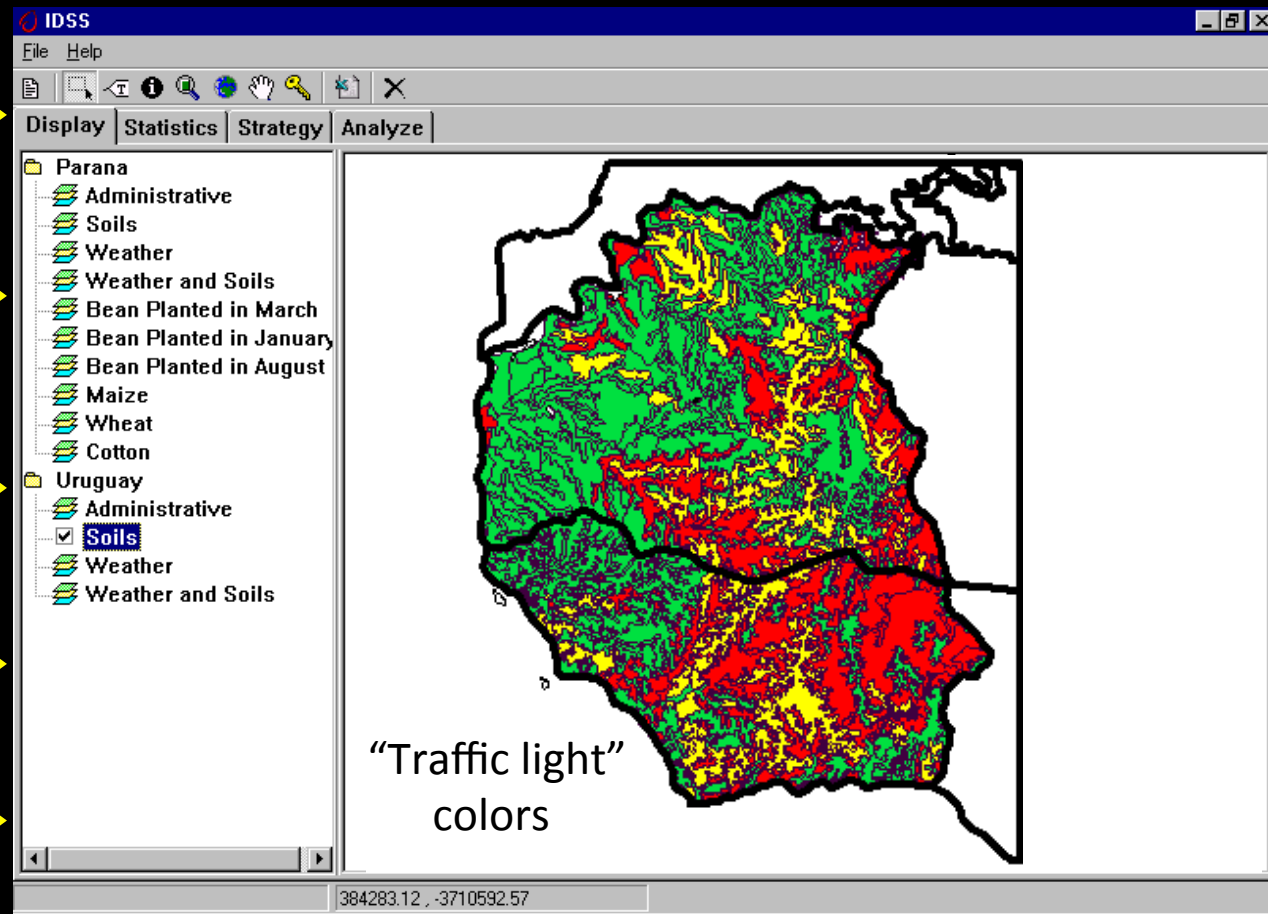 IDSS
File Help
Display Statistics Strategy Analyze
Parana
Administrative
Soils
Weather
Weather and Soils
Bean Planted in March
Bean Planted in January
Bean Planted in August
Maize
Wheat
Cotton
Uruguay
Administrative
Soils
Weather
Weather and Soils
“Traffic light”
colors
384283.12 , -3710592.57